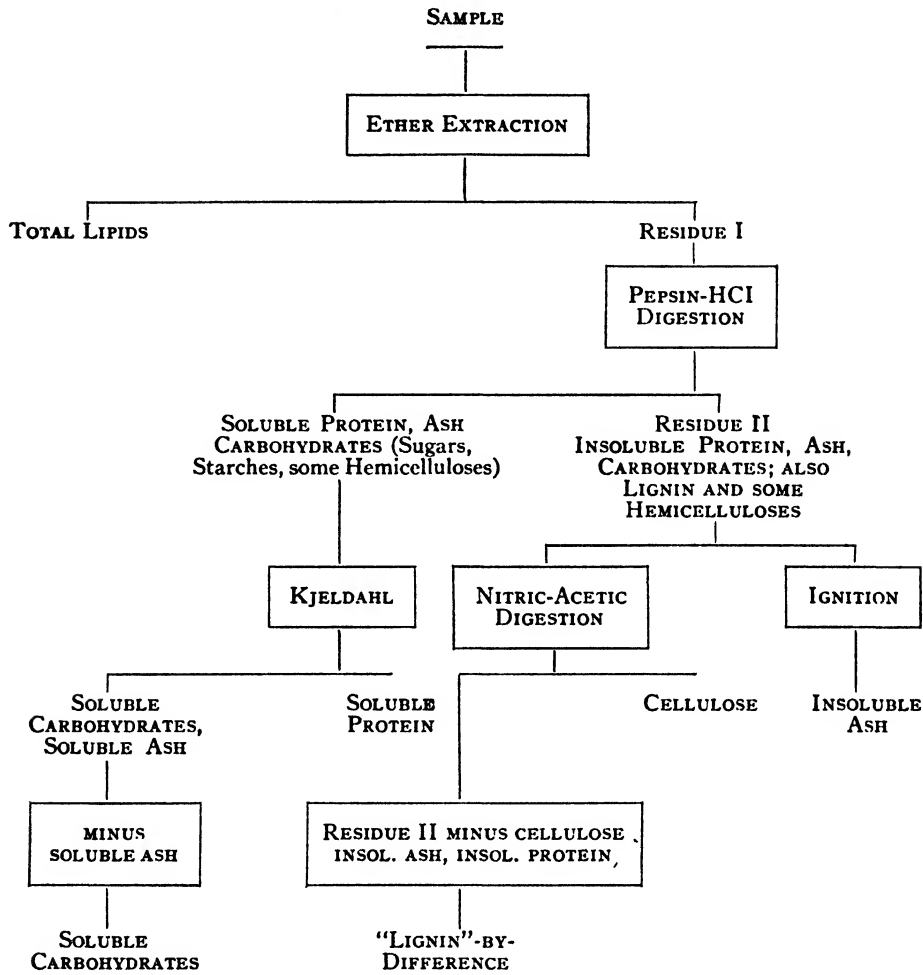 SAMPLE
ETHER EXTRACTION
TOTAL LIPIDS
RESIDUE I
PEPSIN-HCl
DIGESTION
SOLUBLE PROTEIN, ASH
CARBOHYDRATES (Sugars,
Starches, some Hemicelluloses)
RESIDUE II
INSOLUBLE PROTEIN, ASH,
CARBOHYDRATES; ALSO
LIGNIN AND SOME
HEMICELLULOSES
KJELDAHL
NITRIC-ACETIC
DIGESTION
IGNITION
SOLUBLE
CARBOHYDRATES,
SOLUBLE ASH
SOLUBLE
PROTEIN
CELLULOSE
INSOLUBLE
ASH
MINUS
SOLUBLE ASH
RESIDUE II MINUS CELLULOSE
INSOL. ASH, INSOL. PROTEIN,
SOLUBLE
CARBOHYDRATES
"LIGNIN"-BY-
DIFFERENCE